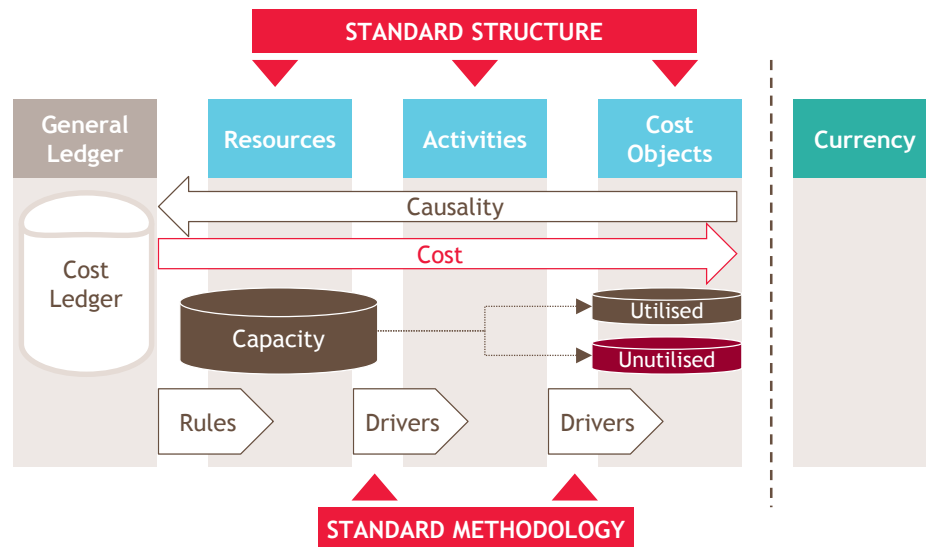 STANDARD STRUCTURE
General
Ledger
Resources
Activities
Cost
Objects
Currency
Causality
Cost
Cost
Ledger
Capacity
Utilised
Unutilised
Rules
Drivers
Drivers
STANDARD METHODOLOGY